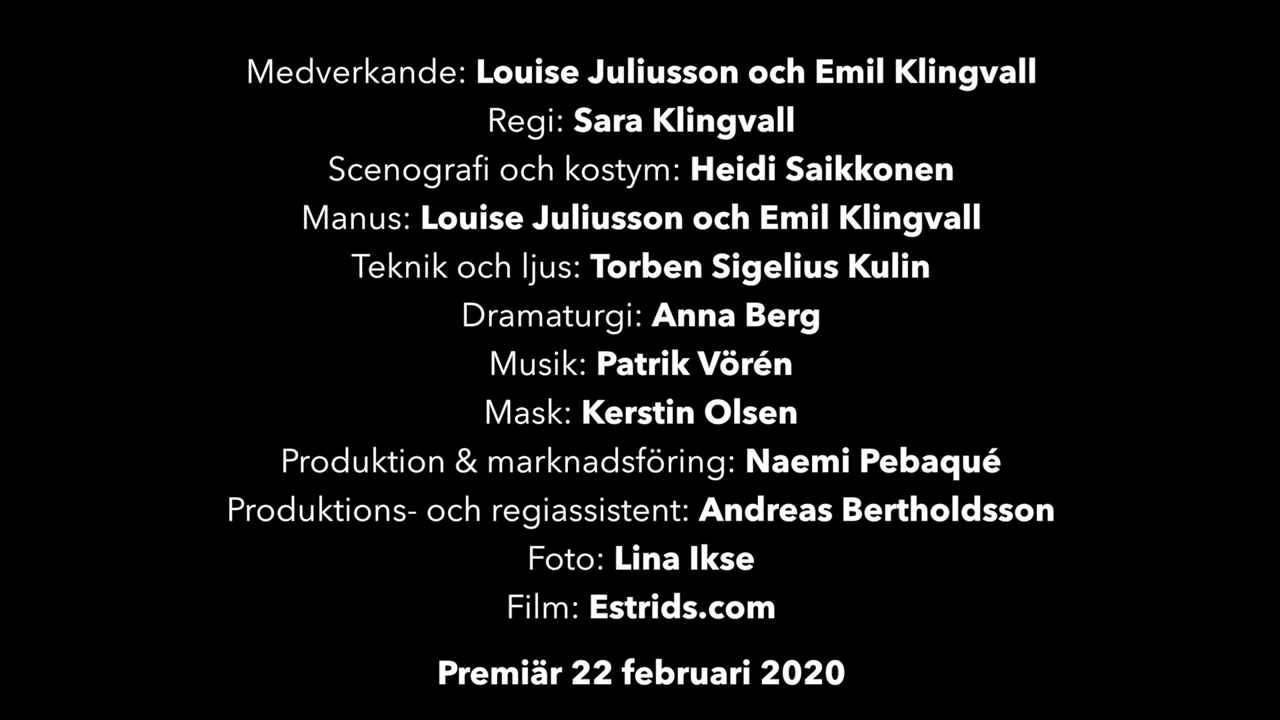 Medverkande: Louise Juliusson och Emil Klingvall
Regi: Sara Klingvall
Scenografi och kostym: Heidi Saikkonen
Manus: Louise Juliusson och Emil Klingvall
Teknik och ljus: Torben Sigelius Kulin
Dramaturgi: Anna Berg
Musik: Patrik Vörén
Mask: Kerstin Olsen
Produktion & marknadsföring: Naemi Pebaqué
Produktions- och regiassistent: Andreas Bertholdsson
Foto: Lina Ikse
Film: Estrids.com
Premiär 22 februari 2020